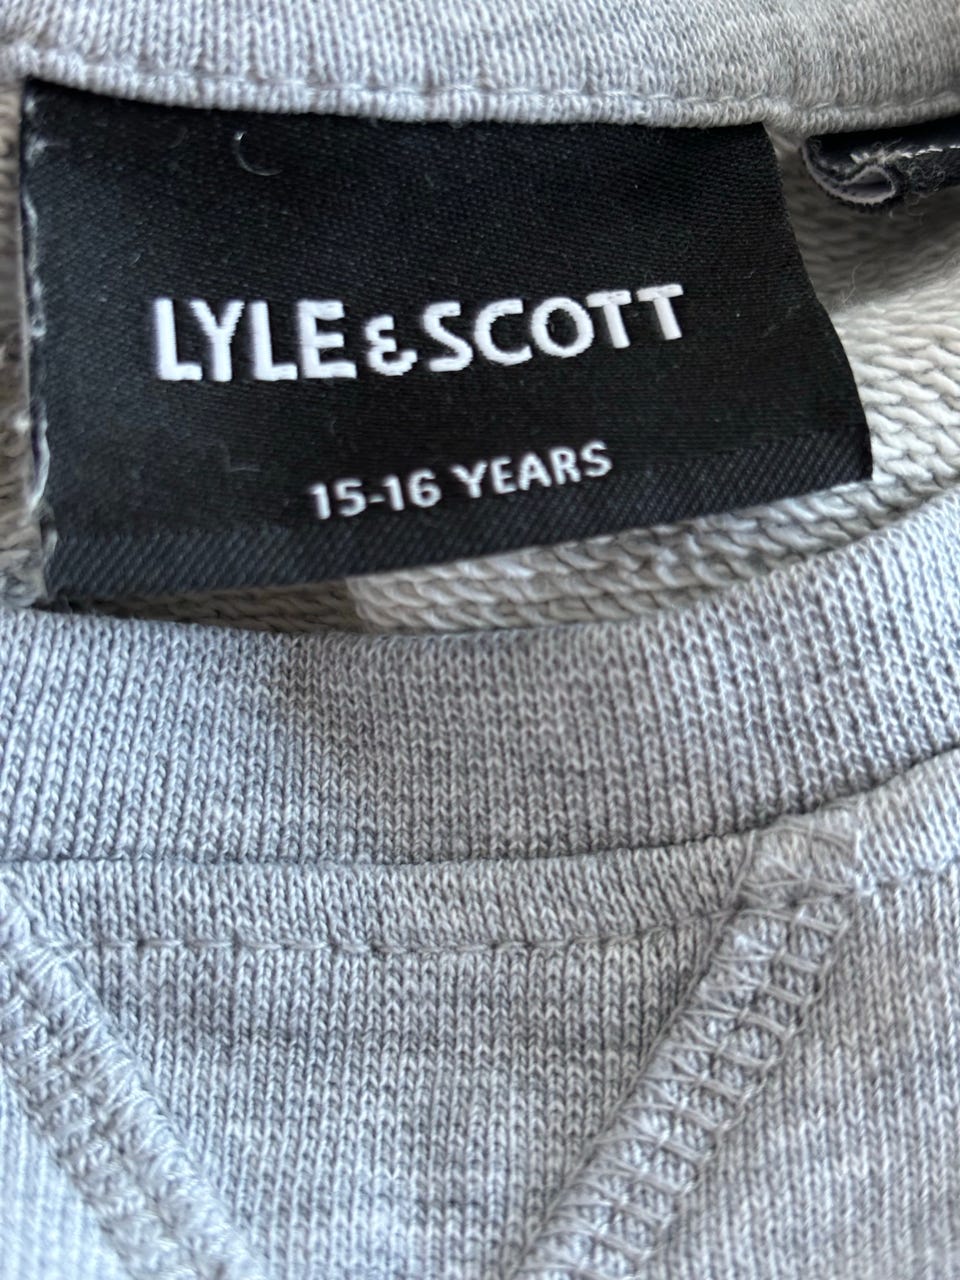 LYLE & SCOTT
15-16 YEARS